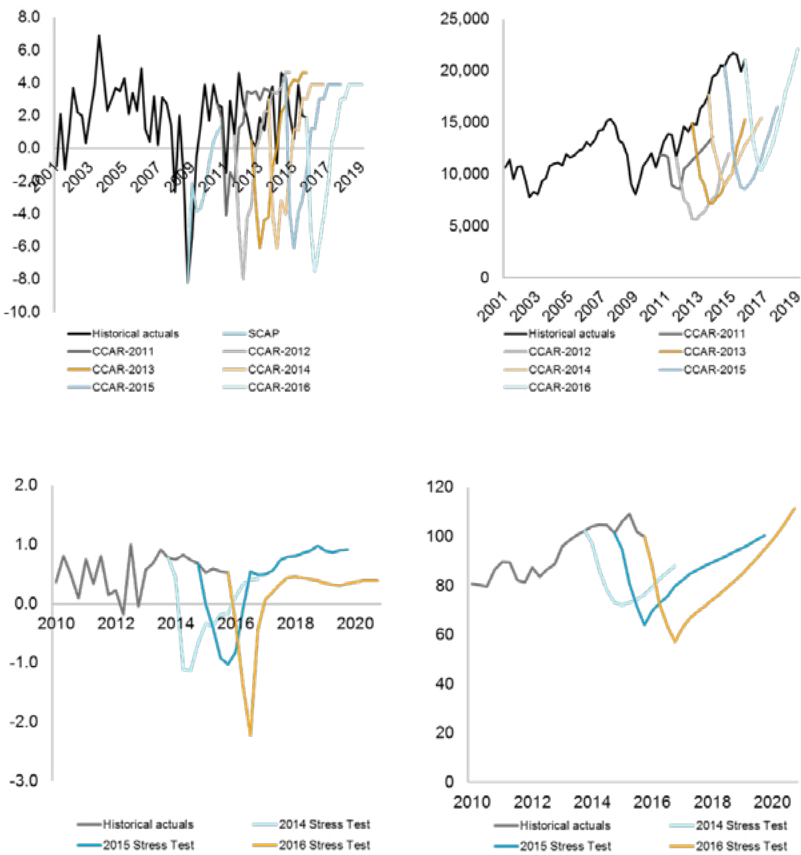 8.0
6.0
4.0
2.0
0.0
-2.0
-4.0
-6.0
-8.0
-10.0
2001
2003
2005
2007
2009
2011
2013
2015
2017
2019
Historical actuals
SCAP
CCAR-2011
CCAR-2012
CCAR-2013
CCAR-2014
CCAR-2015
CCAR-2016
25,000
20,000
15,000
10,000
5,000
0
2001
2003
2005
2007
2009
2011
2013
2015
2017
2019
Historical actuals
CCAR-2011
CCAR-2012
CCAR-2013
CCAR-2014
CCAR-2015
CCAR-2016
2.0
1.0
0.0
-1.0
-2.0
-3.0
2010
2012
2014
2016
2018
2020
Historical actuals
2014 Stress Test
2015 Stress Test
2016 Stress Test
120
100
80
60
40
20
0
2010
2012
2014
2016
2018
2020
Historical actuals
2014 Stress Test
2015 Stress Test
2016 Stress Test